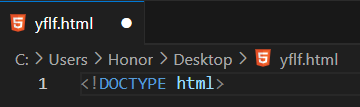 yflf.html
C: > Users > Honor > Desktop > yflf.html
1 <!DOCTYPE html>